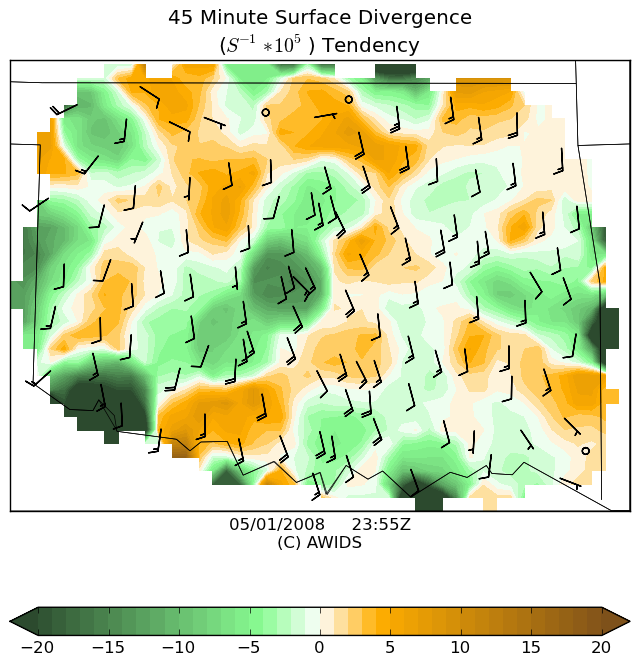 45 Minute Surface Divergence
(S⁻¹ *10⁵ ) Tendency
05/01/2008 23:55Z
(C) AWIDS
−20 −15 −10 −5 0 5 10 15 20